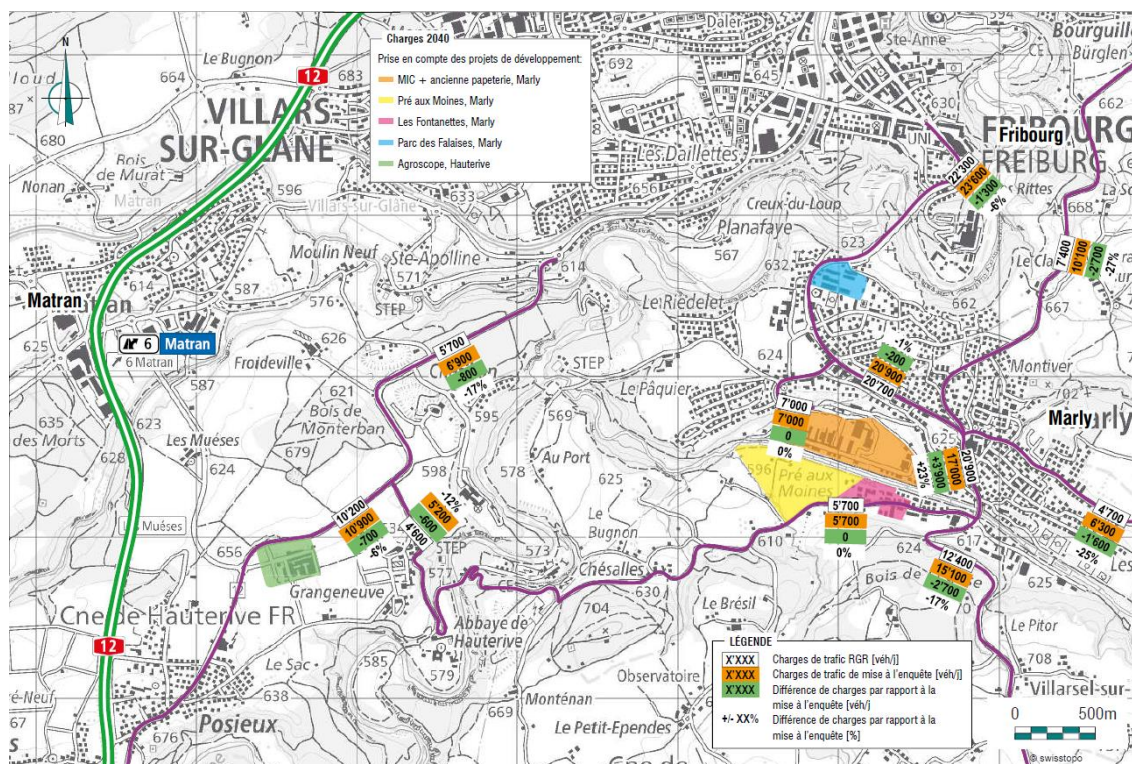 Charges 2040
Prise en compte des projets de développement:
MIC + ancienne papeterie, Marly
Pré aux Moines, Marly
Les Fontanettes, Marly
Parc des Falaises, Marly
Agroscope, Hauterive
N
Le Bugnon
664
12
683
692
Daler
Ste-Anne
Bourguill
Bürglen
CE
645
630
662
680
VILLARS
SUR-GLÂNE
Les Daillettes
UNI
FRIBOURG
Fribourg
FREIBURG
Bois
de Murat
Nonan
Matran
596
Villars-sur-Glâne
633
656
22'300
23'600
-1'300
-6%
Rittes
668
Creux-du-Loup
Planafaye
Moulin Neuf
Ste-Apolline
571
614
567
623
632
7'400
10'100
-2'700
-27%
614
587
576
STEP
Le Riedelet
662
667
Matran
625
6
Matran
6 Matran
Froideville
626
5'700
6'900
-800
-17%
624
-1%
-200
20'900
20'700
Montiver
702
587
621
STEP
Le Pâquier
635
des Morts
613
Bois de
Monterban
595
569
7'000
7'000
0
0%
Marly
628
Les Muéses
679
624
598
578
Au Port
596
Pré aux
Moines
625
+23%
+3'900
17'000
20'900
Les Muéses
10'200
10'900
-700
-6%
-12%
5'200
-600
4'600
625
5'700
5'700
0
0%
4'700
6'300
-1'600
-25%
656
STEP
573
Le
Bugnon
610
624
12'400
15'100
-2'700
-17%
Grangeneuve
Chésalles
630
625
Cne de Hauterive FR
704
Le Brésil
Abbaye de
Hauterive
Le Pitor
12
Le Sac
585
579
Observatoire
708
638
Monténan
Villarsel-sur-
Posieux
669
Le Petit-Ependes
667
676
LÉGENDE
X'XXX Charges de trafic RGR [véh/j]
X'XXX Charges de trafic de mise à l'enquête [véh/j]
X'XXX Différence de charges par rapport à la
mise à l'enquête [véh/j
+/- XX% Différence de charges par rapport à la
mise à l'enquête [%]
0 500m
© swisstopo